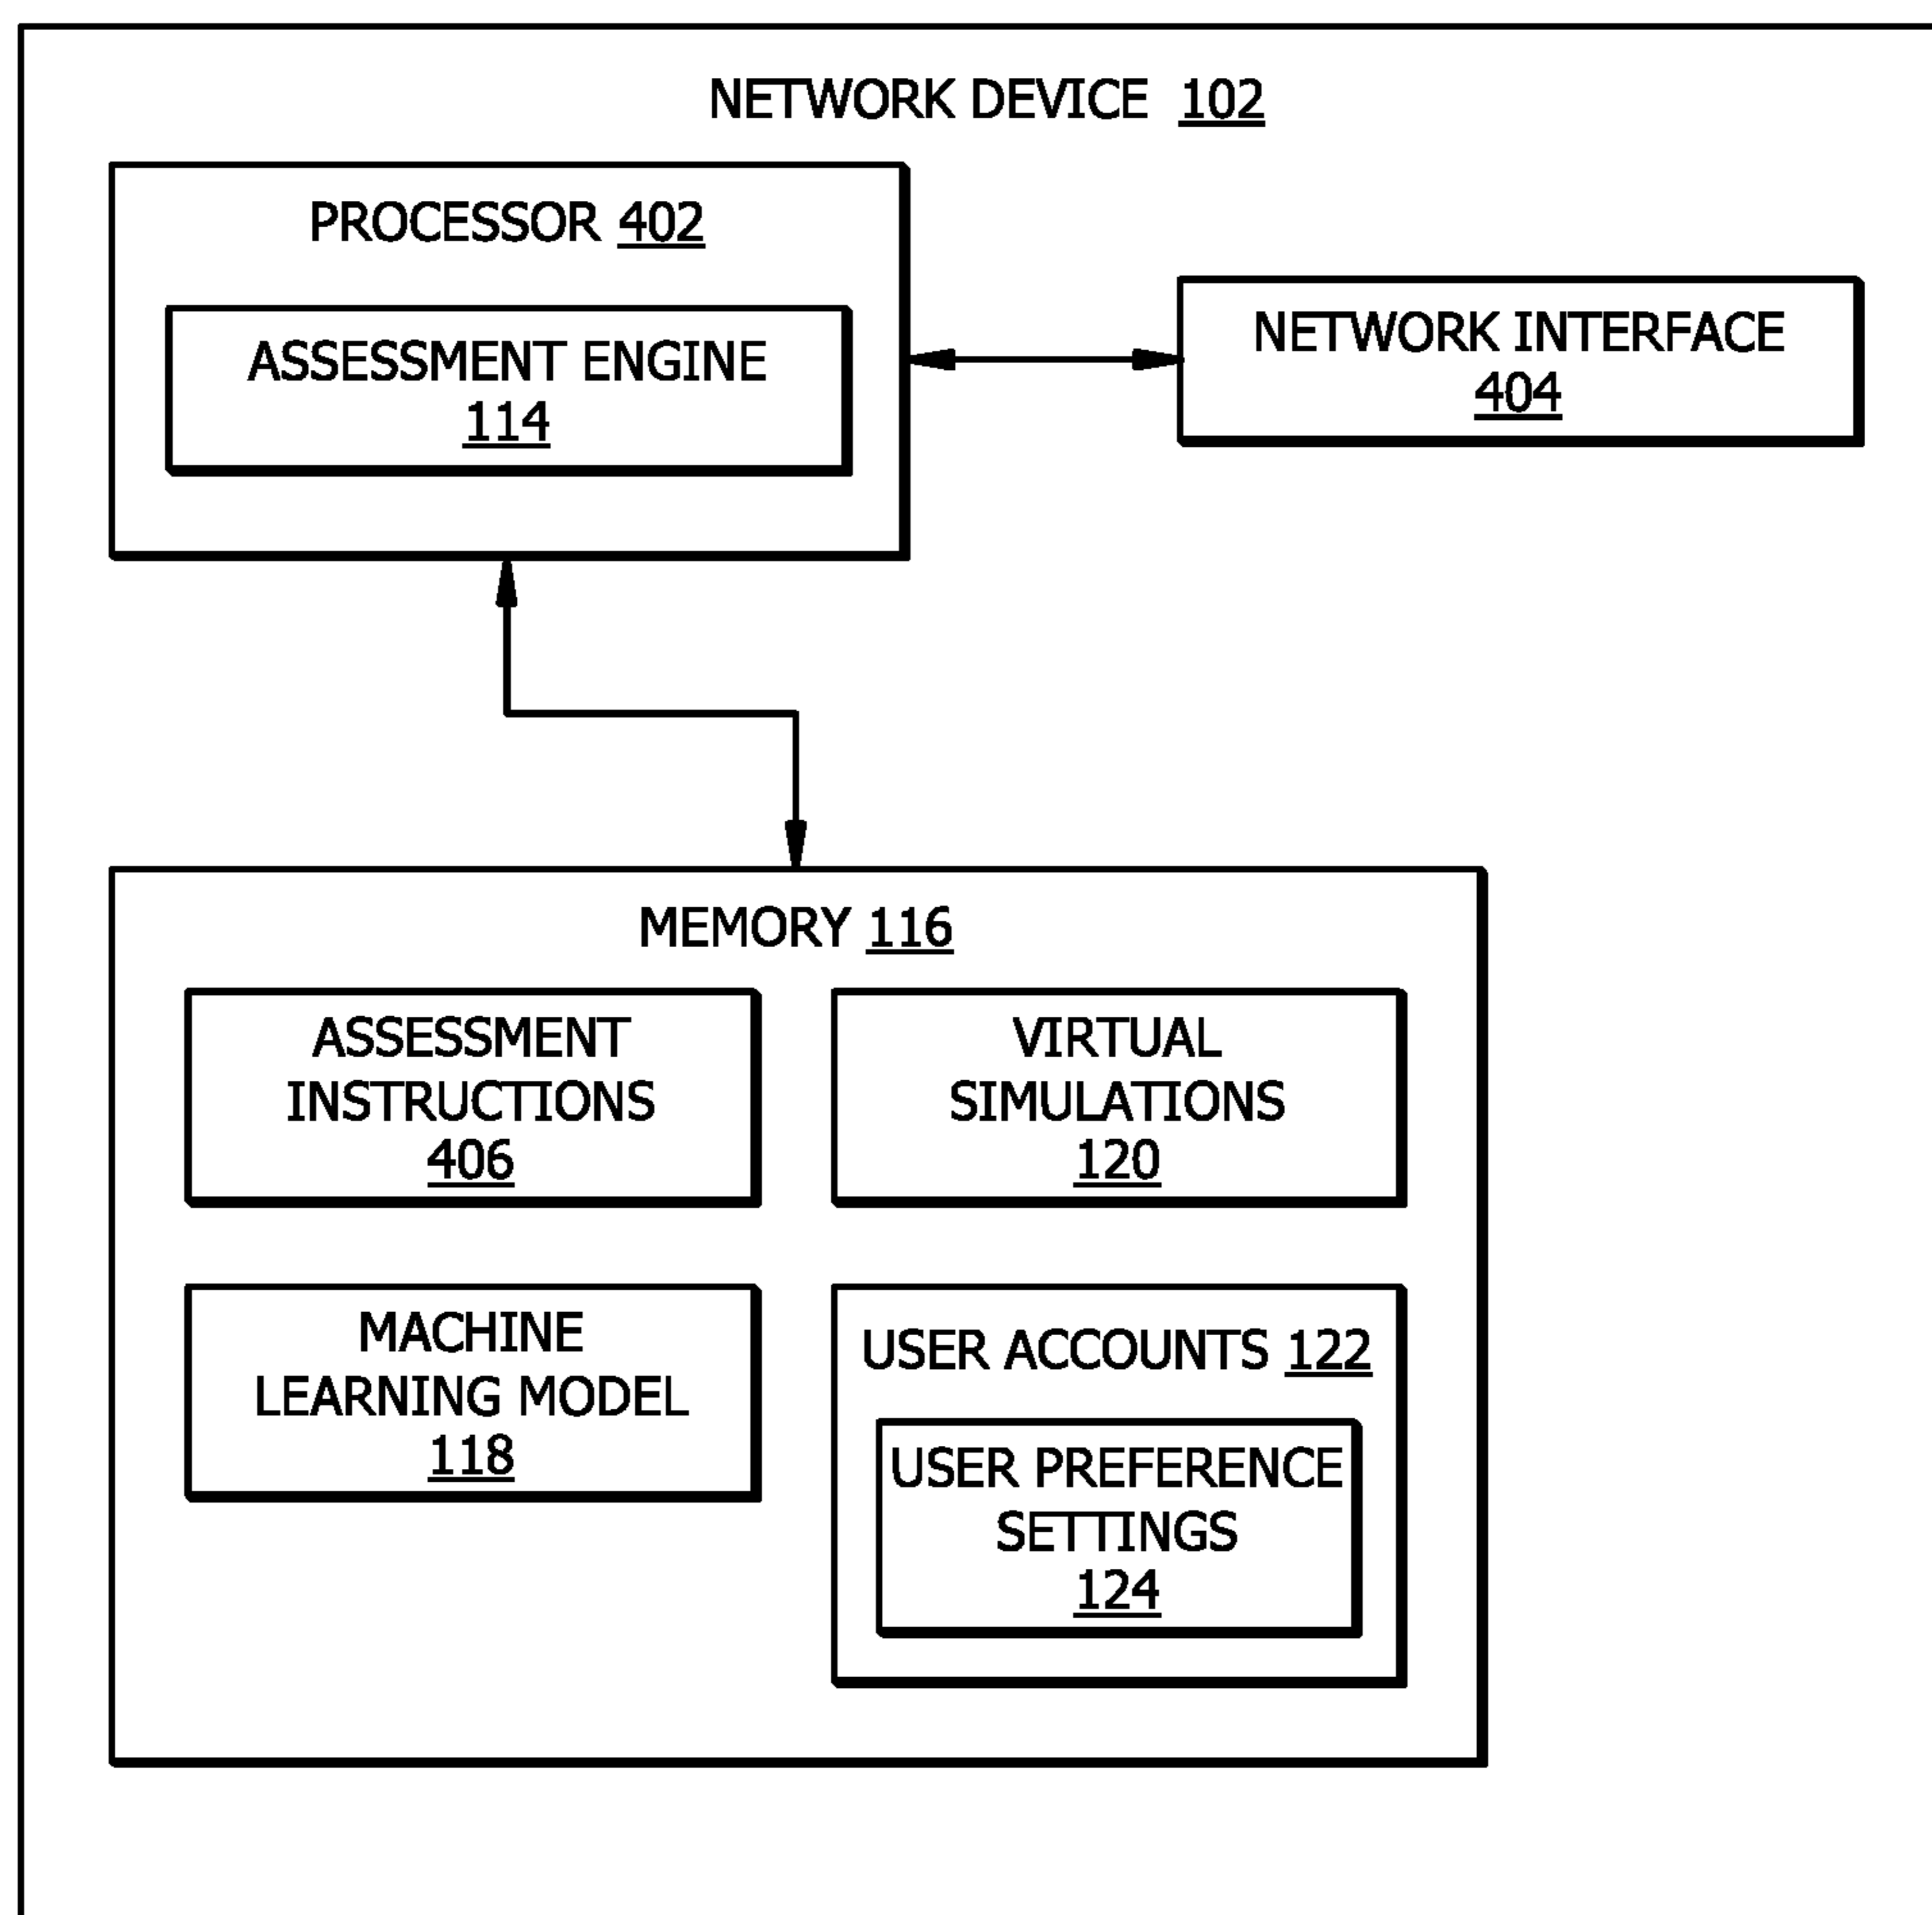 NETWORK DEVICE 102
PROCESSOR 402
ASSESSMENT ENGINE
114
NETWORK INTERFACE
404
MEMORY 116
ASSESSMENT
INSTRUCTIONS
406
VIRTUAL
SIMULATIONS
120
MACHINE
LEARNING MODEL
118
USER ACCOUNTS 122
USER PREFERENCE
SETTINGS
124